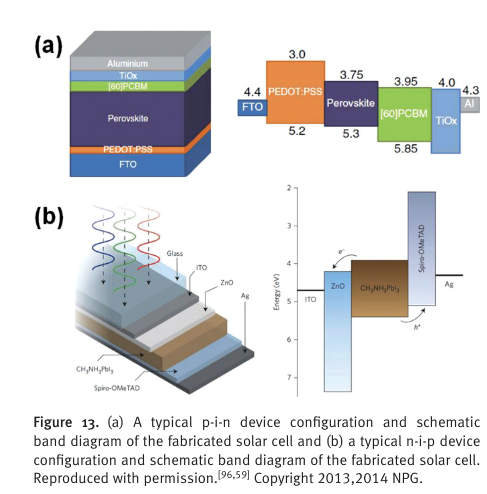 (a)
Aluminium
TiOx
[60]PCBM
Perovskite
PEDOT:PSS
FTO
3.0
4.4
3.75
3.95
4.0
4.3
FTO
PEDOT:PSS
Perovskite
[60]PCBM
TiOx
Al
5.2
5.3
5.85
(b)
Glass
ITO
ZnO
Ag
CH3NH3PbI3
Spiro-OMeTAD
Energy (eV)
2
3
4
5
6
7
e⁻
ITO
ZnO
CH3NH3PbI3
Spiro-OMeTAD
Ag
h⁺
Figure 13. (a) A typical p-i-n device configuration and schematic
band diagram of the fabricated solar cell and (b) a typical n-i-p device
configuration and schematic band diagram of the fabricated solar cell.
Reproduced with permission.[96,59] Copyright 2013,2014 NPG.